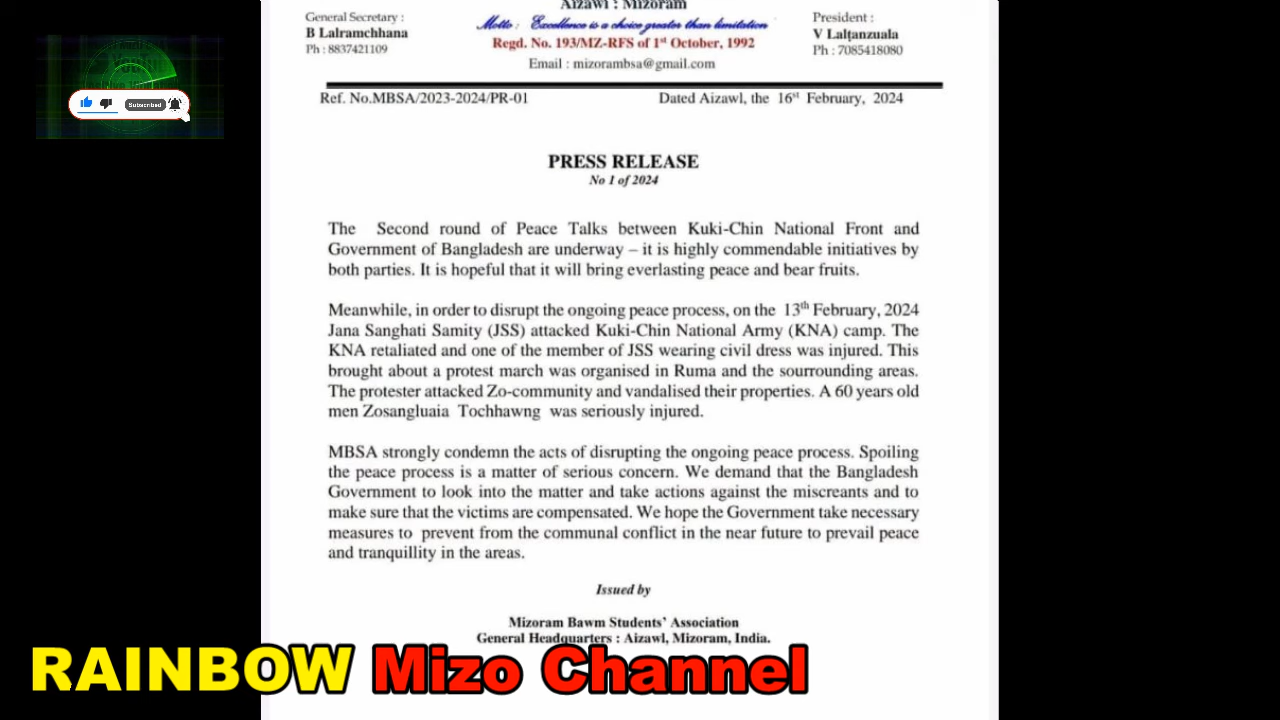 Aizawl : Mizoram
General Secretary :
B Lalramchhana
Ph : 8837421109
Motto : Excellence is a choice greater than limitation
Regd. No. 193/MZ-RFS of 1st October, 1992
Email : mizorambsa@gmail.com
President :
V Lalṭanzuala
Ph : 7085418080
Subscribed
Ref. No.MBSA/2023-2024/PR-01 Dated Aizawl, the 16st February, 2024
PRESS RELEASE
No 1 of 2024
The Second round of Peace Talks between Kuki-Chin National Front and
Government of Bangladesh are underway – it is highly commendable initiatives by
both parties. It is hopeful that it will bring everlasting peace and bear fruits.
Meanwhile, in order to disrupt the ongoing peace process, on the 13th February, 2024
Jana Sanghati Samity (JSS) attacked Kuki-Chin National Army (KNA) camp. The
KNA retaliated and one of the member of JSS wearing civil dress was injured. This
brought about a protest march was organised in Ruma and the sourrounding areas.
The protester attacked Zo-community and vandalised their properties. A 60 years old
men Zosangluaia Tochhawng was seriously injured.
MBSA strongly condemn the acts of disrupting the ongoing peace process. Spoiling
the peace process is a matter of serious concern. We demand that the Bangladesh
Government to look into the matter and take actions against the miscreants and to
make sure that the victims are compensated. We hope the Government take necessary
measures to prevent from the communal conflict in the near future to prevail peace
and tranquillity in the areas.
Issued by
Mizoram Bawm Students' Association
General Headquarters : Aizawl, Mizoram, India.
RAINBOW Mizo Channel